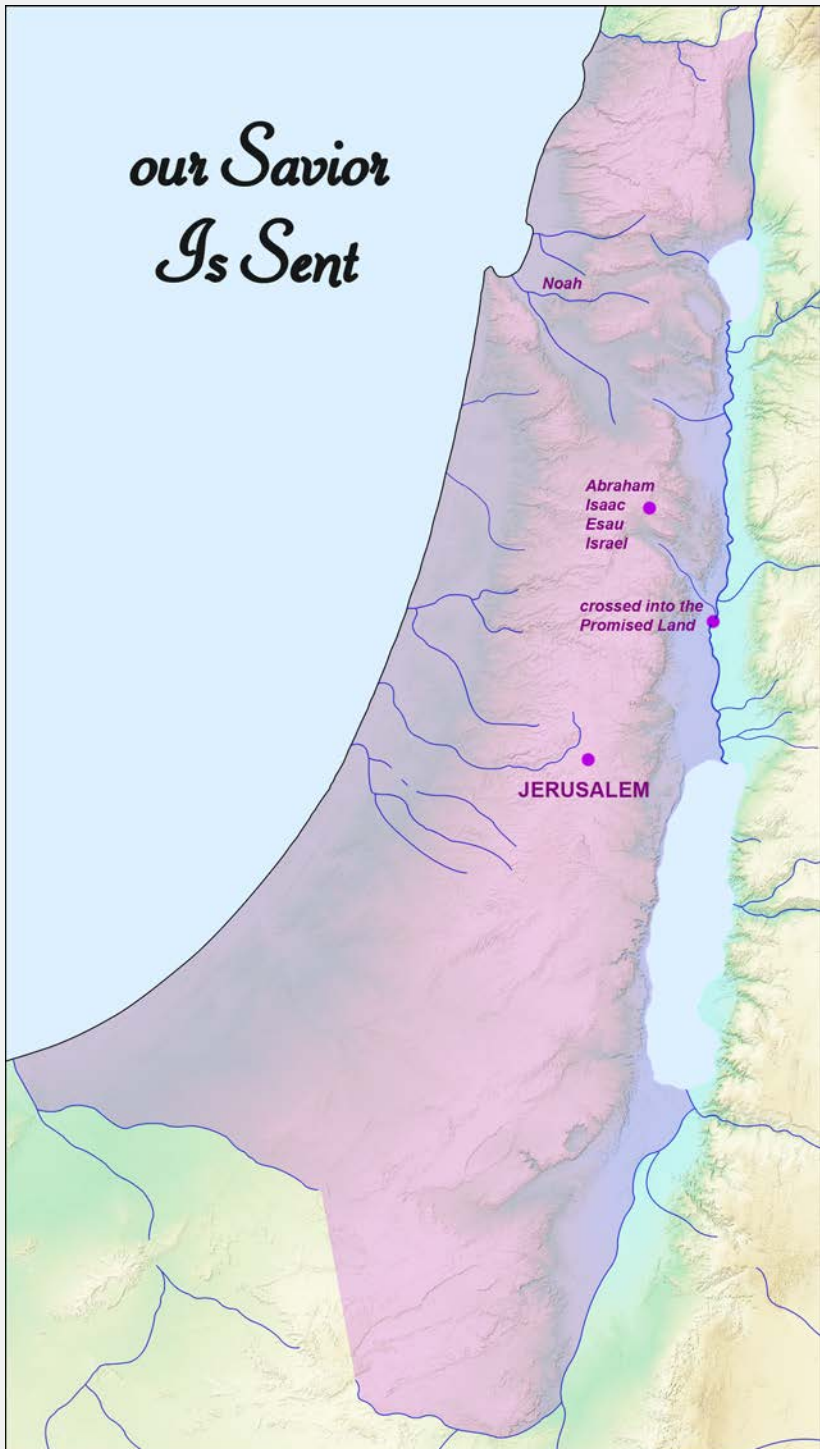 our Savior
Is Sent
Noah
Abraham
Isaac
Esau
Israel
crossed into the
Promised Land
JERUSALEM